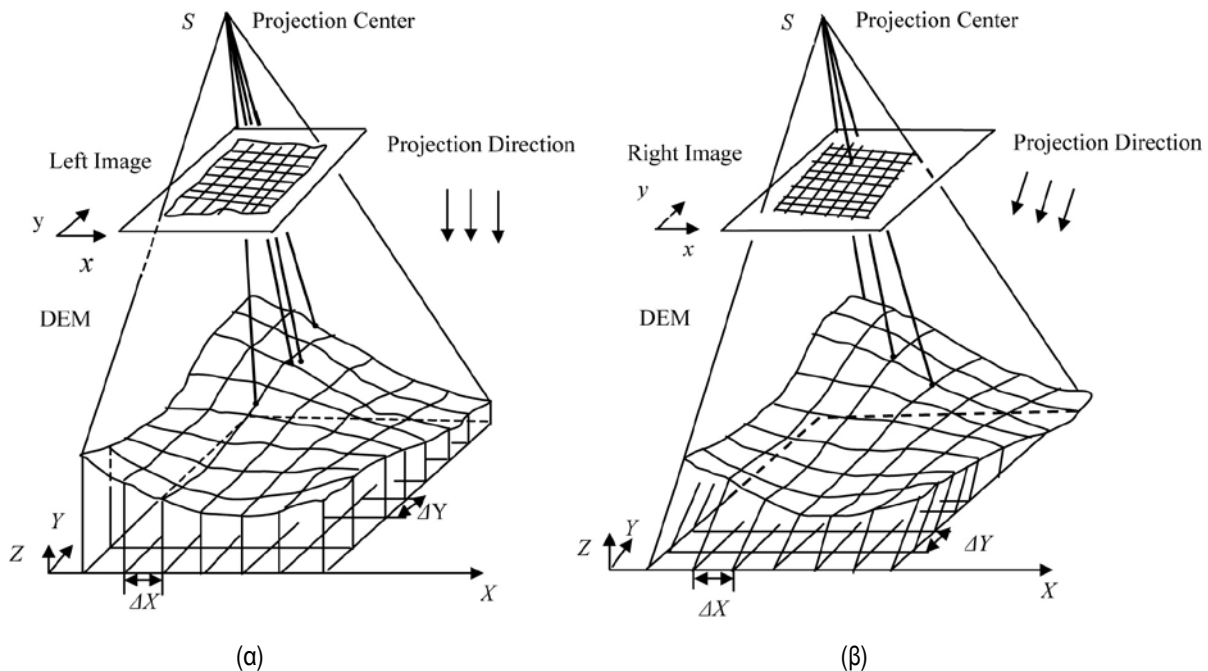 S Projection Center
Left Image
Projection Direction
y
x
DEM
ΔY
Y
Z
X
ΔX
(α)
S Projection Center
Right Image
Projection Direction
y
x
DEM
ΔY
Y
Z
X
ΔX
(β)